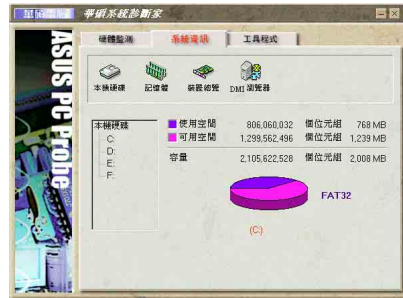 華碩系統診斷家
ASUS PC Probe
硬體監測
系統資訊
工具程式
本機硬碟
記憶體
裝置總覽
DMI 瀏覽器
本機硬碟
C:
D:
E:
F:
使用空間 806,060,032 個位元組 768 MB
可用空間 1,299,562,496 個位元組 1,239 MB
容量 2,105,622,528 個位元組 2,008 MB
FAT32
(C:)